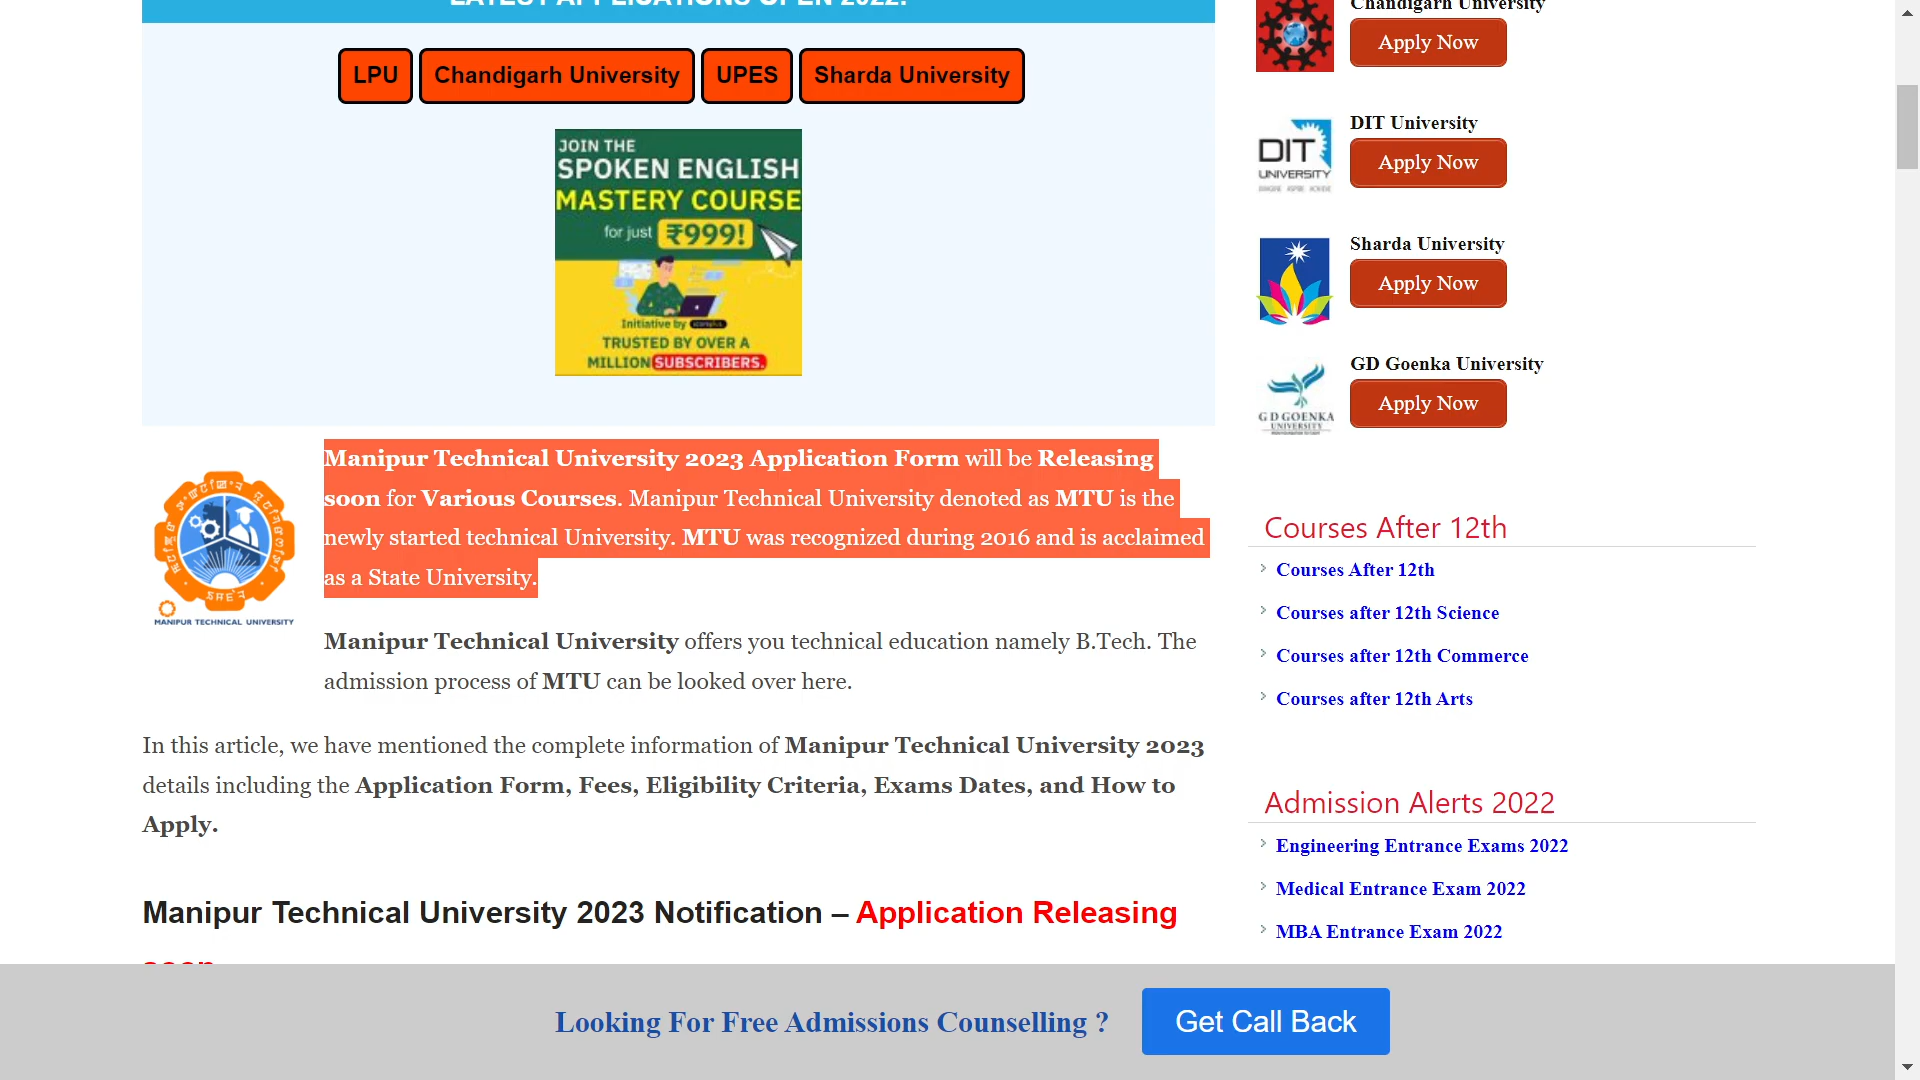 LATEST APPLICATIONS OPEN 2022:
LPU
Chandigarh University
UPES
Sharda University
JOIN THE
SPOKEN ENGLISH
MASTERY COURSE
for just ₹999!
Initiative by
TRUSTED BY OVER A
MILLION SUBSCRIBERS.
MANIPUR TECHNICAL UNIVERSITY
Manipur Technical University 2023 Application Form will be Releasing
soon for Various Courses. Manipur Technical University denoted as MTU is the
newly started technical University. MTU was recognized during 2016 and is acclaimed
as a State University.
Manipur Technical University offers you technical education namely B.Tech. The
admission process of MTU can be looked over here.
In this article, we have mentioned the complete information of Manipur Technical University 2023
details including the Application Form, Fees, Eligibility Criteria, Exams Dates, and How to
Apply.
Manipur Technical University 2023 Notification – Application Releasing
soon
Chandigarh University
Apply Now
DIT
UNIVERSITY
DIT University
Apply Now
Sharda University
Apply Now
G D GOENKA
UNIVERSITY
GD Goenka University
Apply Now
Courses After 12th
Courses After 12th
Courses after 12th Science
Courses after 12th Commerce
Courses after 12th Arts
Admission Alerts 2022
Engineering Entrance Exams 2022
Medical Entrance Exam 2022
MBA Entrance Exam 2022
Looking For Free Admissions Counselling ?
Get Call Back